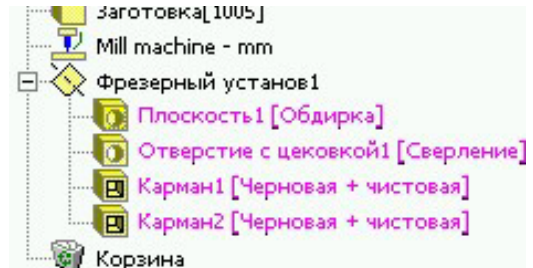 Заготовка[1005]
Mill machine - mm
Фрезерный установ1
Плоскость1 [Обдирка]
Отверстие с цековкой1 [Сверление]
Карман1 [Черновая + чистовая]
Карман2 [Черновая + чистовая]
Корзина